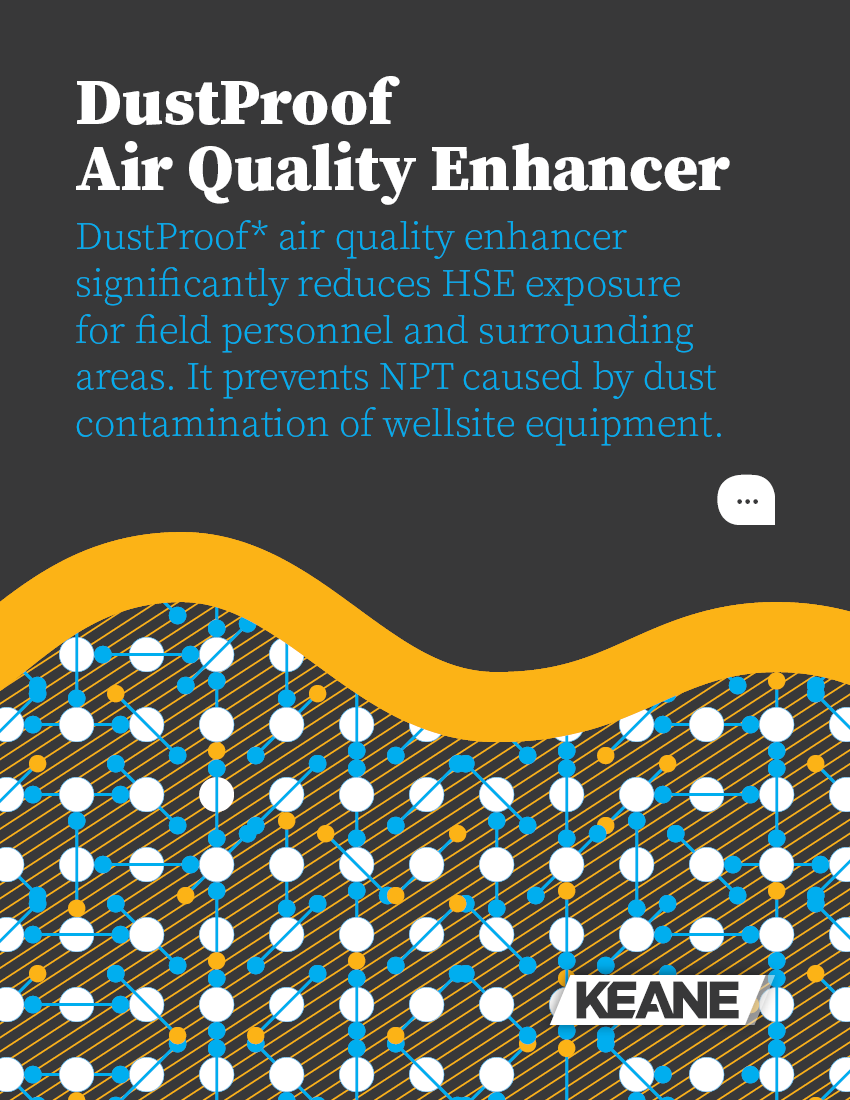 DustProof
Air Quality Enhancer
DustProof* air quality enhancer
significantly reduces HSE exposure
for field personnel and surrounding
areas. It prevents NPT caused by dust
contamination of wellsite equipment.
...
KEANE